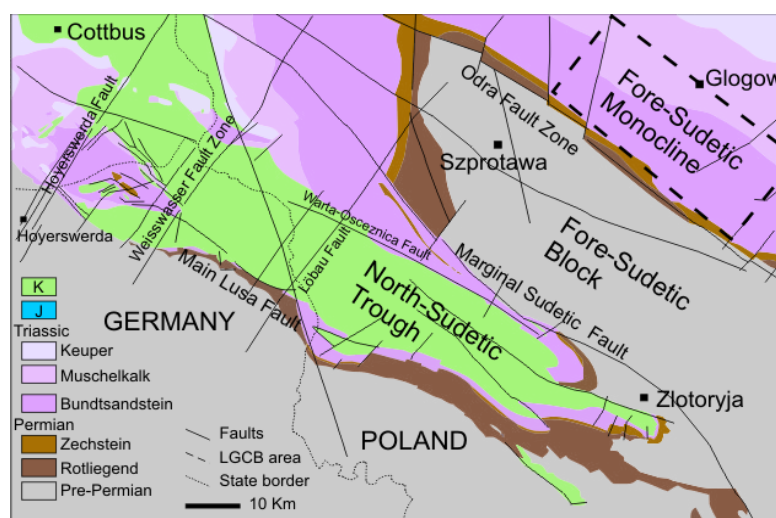 Cottbus
Hoyerswerda Fault
Weisswasser Fault Zone
Hoyerswerda
Odra Fault Zone
Szprotawa
Glogow
Fore-Sudetic
Monocline
Warta-Osceznica Fault
Löbau Fault
Marginal Sudetic Fault
Fore-Sudetic
Block
North-Sudetic
Trough
Main Lusa Fault
GERMANY
POLAND
Zlotoryja
K
J
Triassic
Keuper
Muschelkalk
Bundtsandstein
Permian
Zechstein
Rotliegend
Pre-Permian
Faults
LGCB area
State border
10 Km